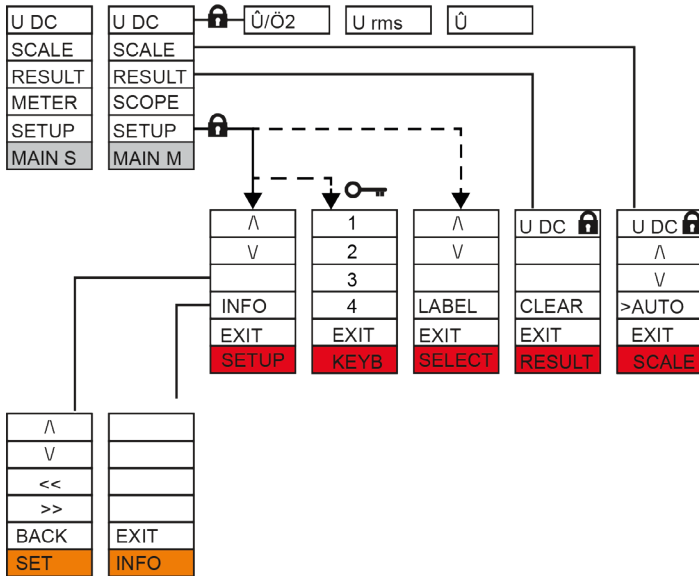 U DC
SCALE
RESULT
METER
SETUP
MAIN S
U DC
SCALE
RESULT
SCOPE
SETUP
MAIN M
Û/Ö2
U rms
Û
/\
\/
INFO
EXIT
SETUP
1
2
3
4
EXIT
KEYB
/\
\/
LABEL
EXIT
SELECT
U DC
CLEAR
EXIT
RESULT
U DC
/\
\/
>AUTO
EXIT
SCALE
/\
\/
<<
>>
BACK
SET
EXIT
INFO